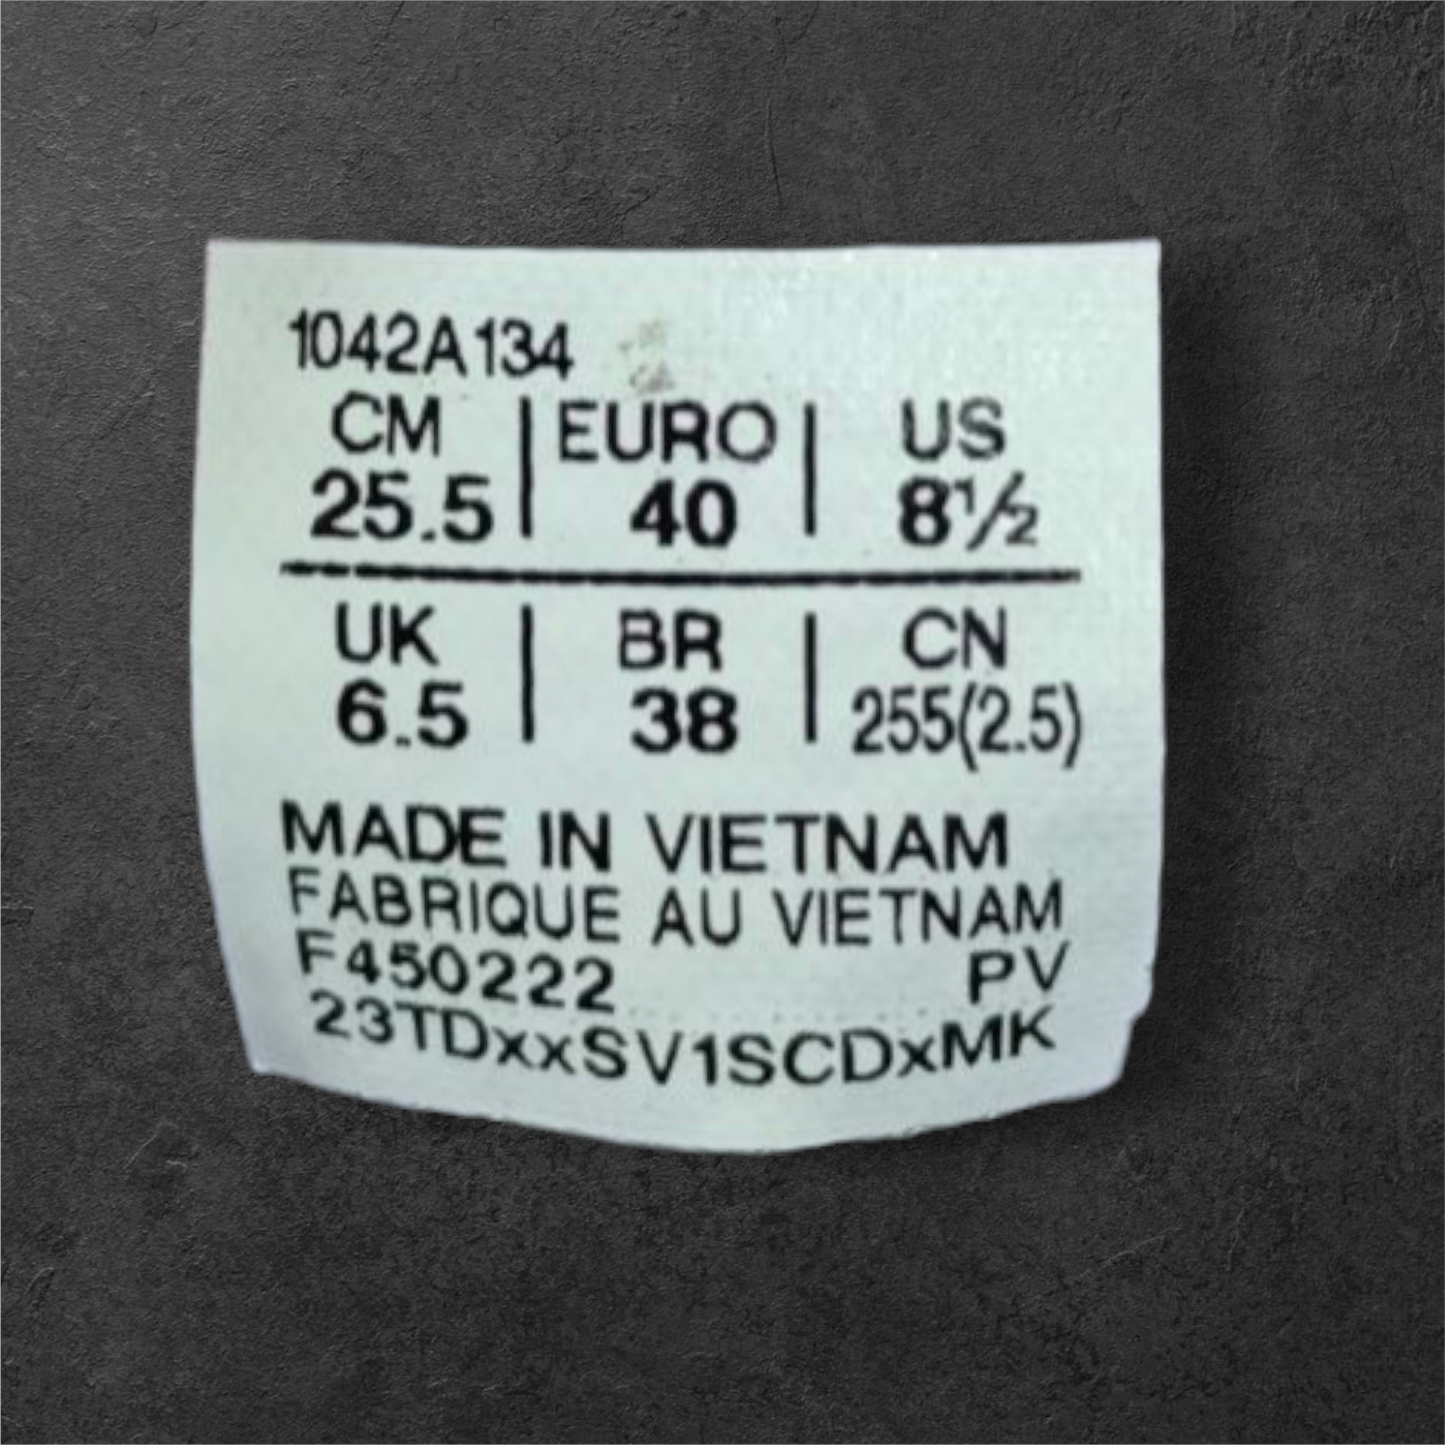 1042A134
CM | EURO | US
25.5 | 40 | 8½
UK | BR | CN
6.5 | 38 | 255(2.5)
MADE IN VIETNAM
FABRIQUE AU VIETNAM
F450222 PV
23TDxxSV1SCDxMK